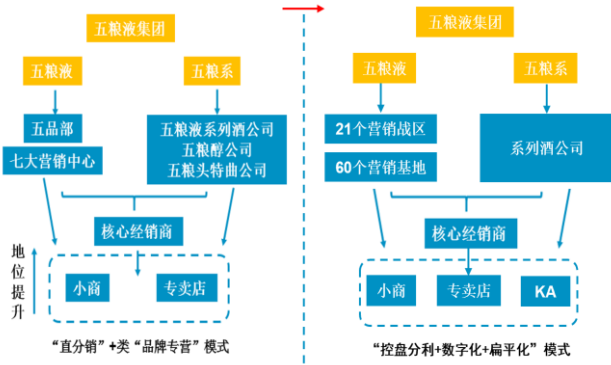 五粮液集团
五粮液
五粮系
五品部
七大营销中心
五粮液系列酒公司
五粮醇公司
五粮头特曲公司
核心经销商
地位提升
小商
专卖店
“直分销”+类“品牌专营”模式
五粮液集团
五粮液
五粮系
21个营销战区
60个营销基地
系列酒公司
核心经销商
小商
专卖店
KA
“控盘分利+数字化+扁平化”模式